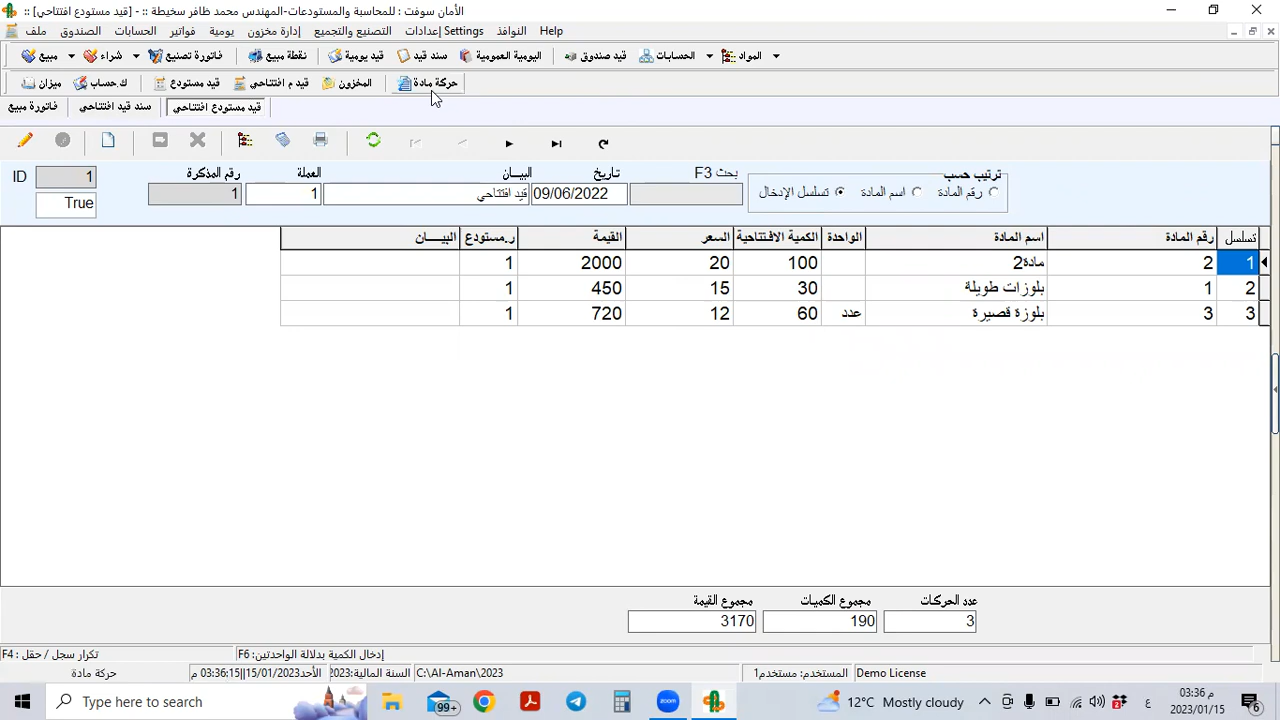 الأمان سوفت : للمحاسبة والمستودعات-المهندس محمد ظافر سخيطة :: - [قيد مستودع افتتاحي] ::
ملف الصندوق الحسابات فواتير يومية إدارة مخزون التصنيع والتجميع إعدادات Settings النوافذ Help
مبيع شراء فاتورة تصنيع نقطة مبيع قيد يومية سند قيد اليومية العمومية قيد صندوق الحسابات المواد
ميزان ك.حساب قيد مستودع قيد م افتتاحي المخزون حركة مادة
فاتورة مبيع سند قيد افتتاحي قيد مستودع افتتاحي
ID 1 رقم المذكرة العملة البيــان تاريخ بحث F3 ترتيب حسب
True 1 1 قيد افتتاحي 09/06/2022 تسلسل الإدخال اسم المادة رقم المادة
تسلسل رقم المادة اسم المادة الواحدة الكمية الافتتاحية السعر القيمة ر.مستودع البيــــان
1 2 مادة2 100 20 2000 1
2 1 بلوزات طويلة 30 15 450 1
3 3 بلوزة قصيرة عدد 60 12 720 1
عدد الحركات مجموع الكميات مجموع القيمة
3 190 3170
F4 : تكرار سجل / حقل F6 :إدخال الكمية بدلالة الواحدتين
حركة مادة الأحد15/01/2023||03:36:15 م السنة المالية:2023 C:\Al-Aman\2023 المستخدم: مستخدم1 Demo License
Type here to search 99+ 12°C Mostly cloudy ع 03:36 م
2023/01/15 6